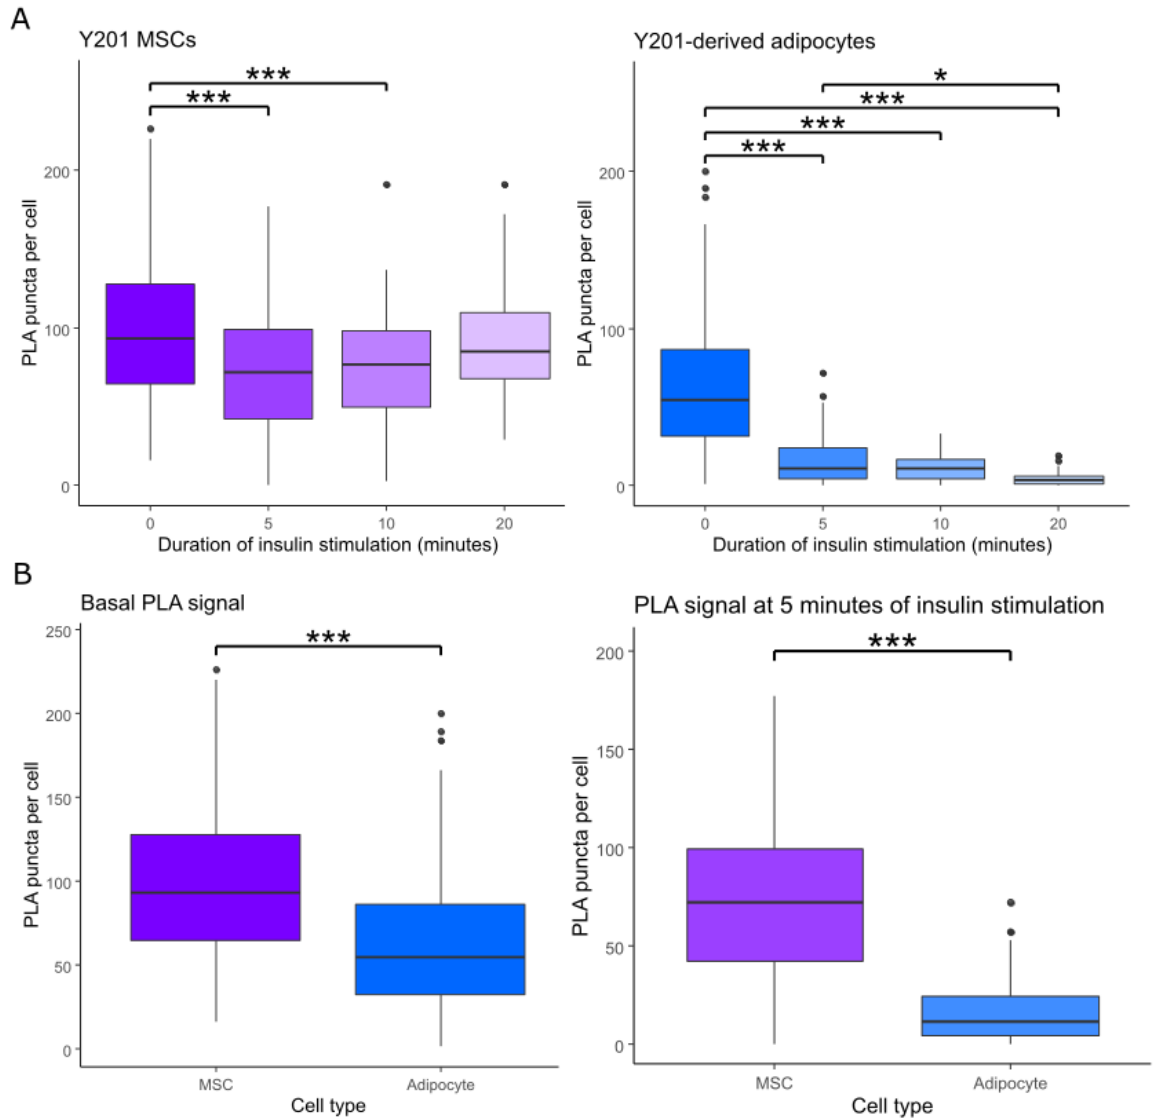 A
Y201 MSCs
***
***
PLA puncta per cell
200
100
0
0 5 10 20
Duration of insulin stimulation (minutes)
Y201-derived adipocytes
*
***
***
***
PLA puncta per cell
200
100
0
0 5 10 20
Duration of insulin stimulation (minutes)
B
Basal PLA signal
***
PLA puncta per cell
250
200
150
100
50
0
MSC Adipocyte
Cell type
PLA signal at 5 minutes of insulin stimulation
***
PLA puncta per cell
200
150
100
50
0
MSC Adipocyte
Cell type